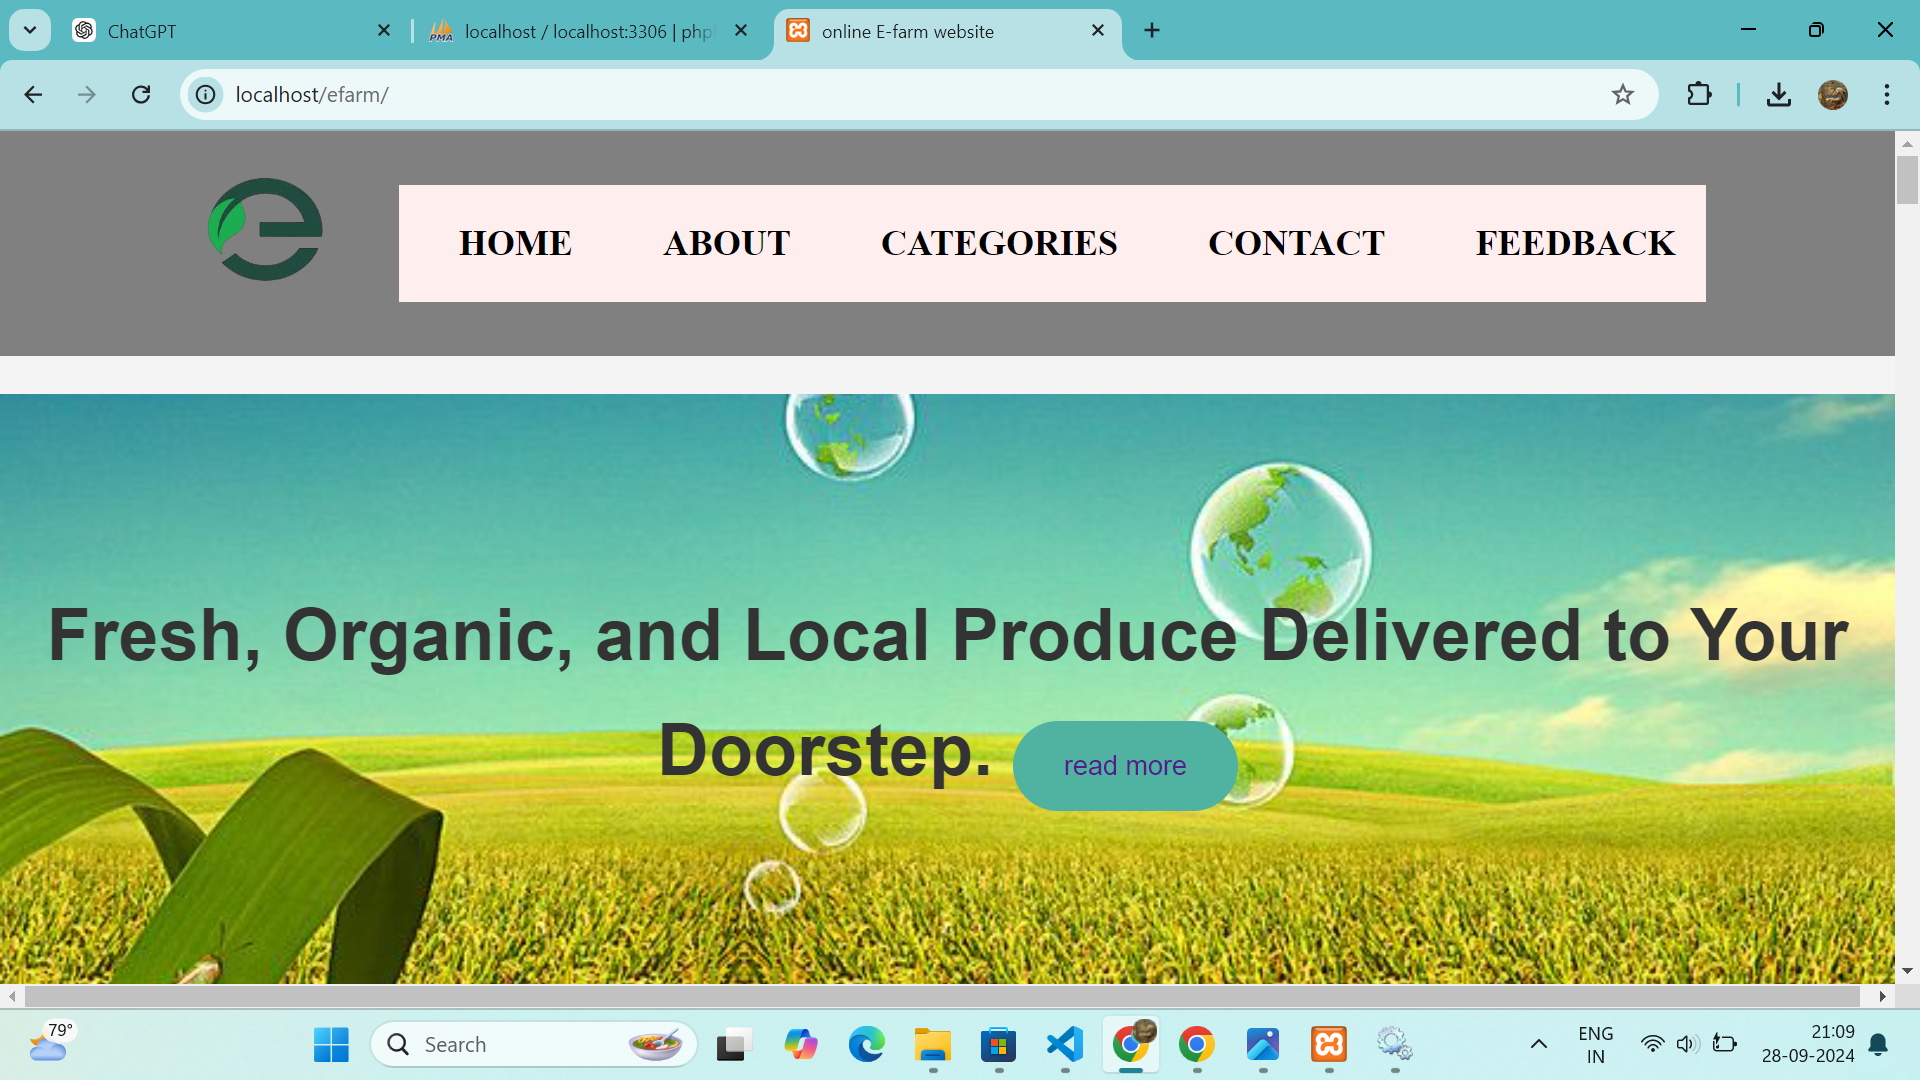 ChatGPT
localhost / localhost:3306 | php
online E-farm website
localhost/efarm/
HOME ABOUT CATEGORIES CONTACT FEEDBACK
Fresh, Organic, and Local Produce Delivered to Your
Doorstep. read more
79°
Search
ENG
IN
21:09
28-09-2024